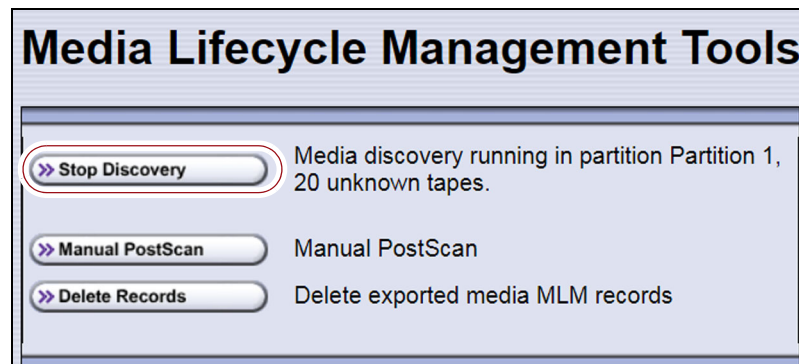 Media Lifecycle Management Tools
» Stop Discovery
Media discovery running in partition Partition 1,
20 unknown tapes.
» Manual PostScan
Manual PostScan
» Delete Records
Delete exported media MLM records